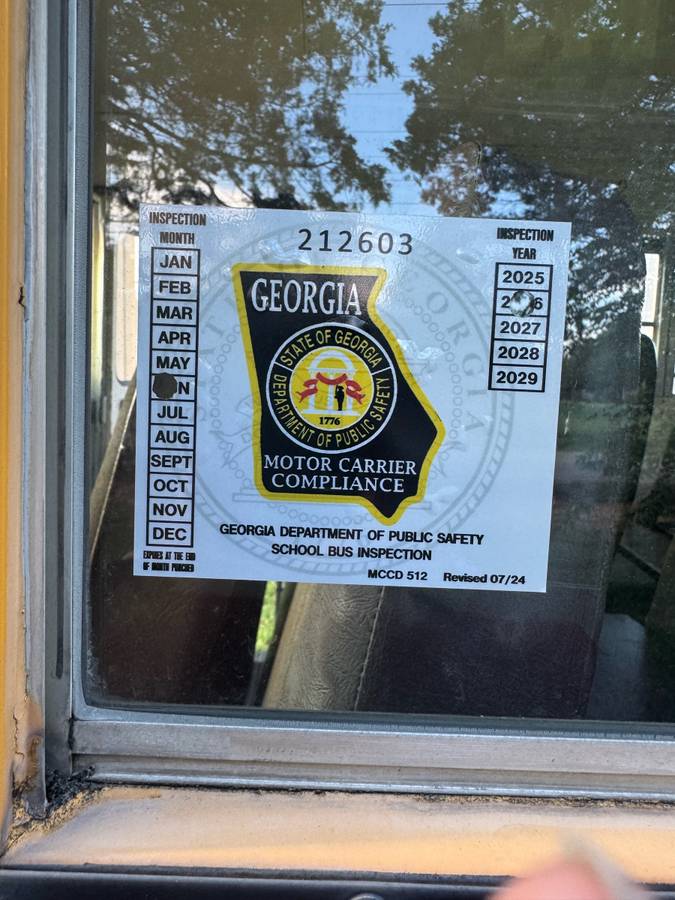 INSPECTION
MONTH
JAN
FEB
MAR
APR
MAY
JUL
AUG
SEPT
OCT
NOV
DEC
EXPIRES AT THE END
OF MONTH PUNCHED
212603
GEORGIA
STATE OF GEORGIA
DEPARTMENT OF PUBLIC SAFETY
1776
MOTOR CARRIER
COMPLIANCE
INSPECTION
YEAR
2025
2027
2028
2029
GEORGIA DEPARTMENT OF PUBLIC SAFETY
SCHOOL BUS INSPECTION
MCCD 512 Revised 07/24